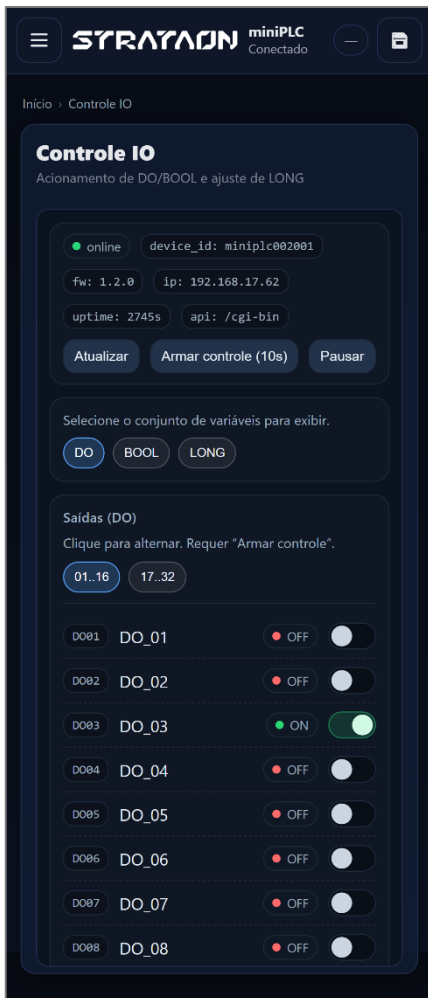 STRATAON miniPLC
Conectado
Início › Controle IO
Controle IO
Acionamento de DO/BOOL e ajuste de LONG
online device_id: miniplc002001
fw: 1.2.0 ip: 192.168.17.62
uptime: 2745s api: /cgi-bin
Atualizar Armar controle (10s) Pausar
Selecione o conjunto de variáveis para exibir.
DO BOOL LONG
Saídas (DO)
Clique para alternar. Requer “Armar controle”.
01..16 17..32
DO01 DO_01 OFF
DO02 DO_02 OFF
DO03 DO_03 ON
DO04 DO_04 OFF
DO05 DO_05 OFF
DO06 DO_06 OFF
DO07 DO_07 OFF
DO08 DO_08 OFF